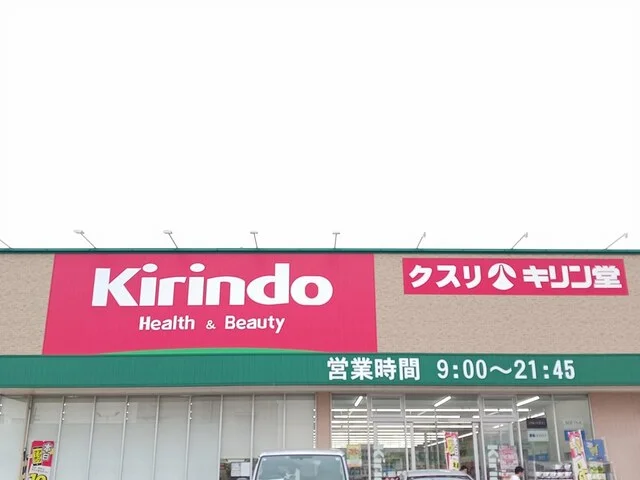 Kirindo
Health & Beauty
クスリ キリン堂
営業時間 9:00～21:45